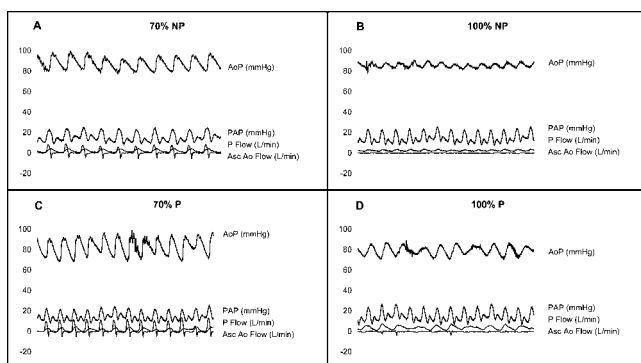 A 70% NP
100
80
60
40
20
0
-20
AoP (mmHg)
PAP (mmHg)
P Flow (L/min)
Asc Ao Flow (L/min)
B 100% NP
100
80
60
40
20
0
-20
AoP (mmHg)
PAP (mmHg)
P Flow (L/min)
Asc Ao Flow (L/min)
C 70% P
100
80
60
40
20
0
-20
AoP (mmHg)
PAP (mmHg)
P Flow (L/min)
Asc Ao Flow (L/min)
D 100% P
100
80
60
40
20
0
-20
AoP (mmHg)
PAP (mmHg)
P Flow (L/min)
Asc Ao Flow (L/min)